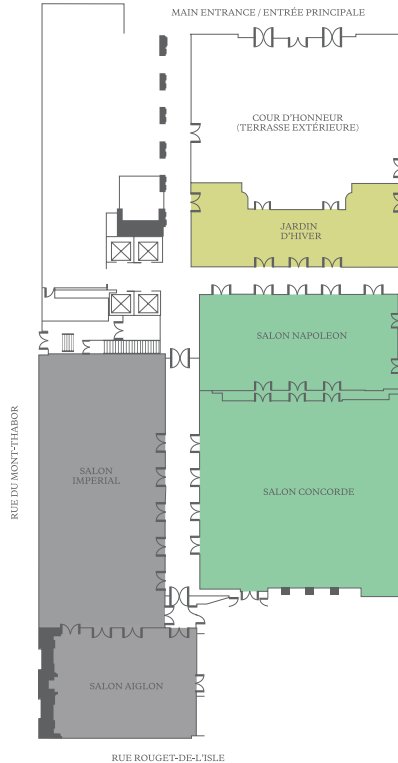 MAIN ENTRANCE / ENTRÉE PRINCIPALE
COUR D'HONNEUR
(TERRASSE EXTÉRIEURE)
JARDIN
D'HIVER
SALON NAPOLEON
RUE DU MONT-THABOR
SALON
IMPERIAL
SALON CONCORDE
SALON AIGLON
RUE ROUGET-DE-L'ISLE